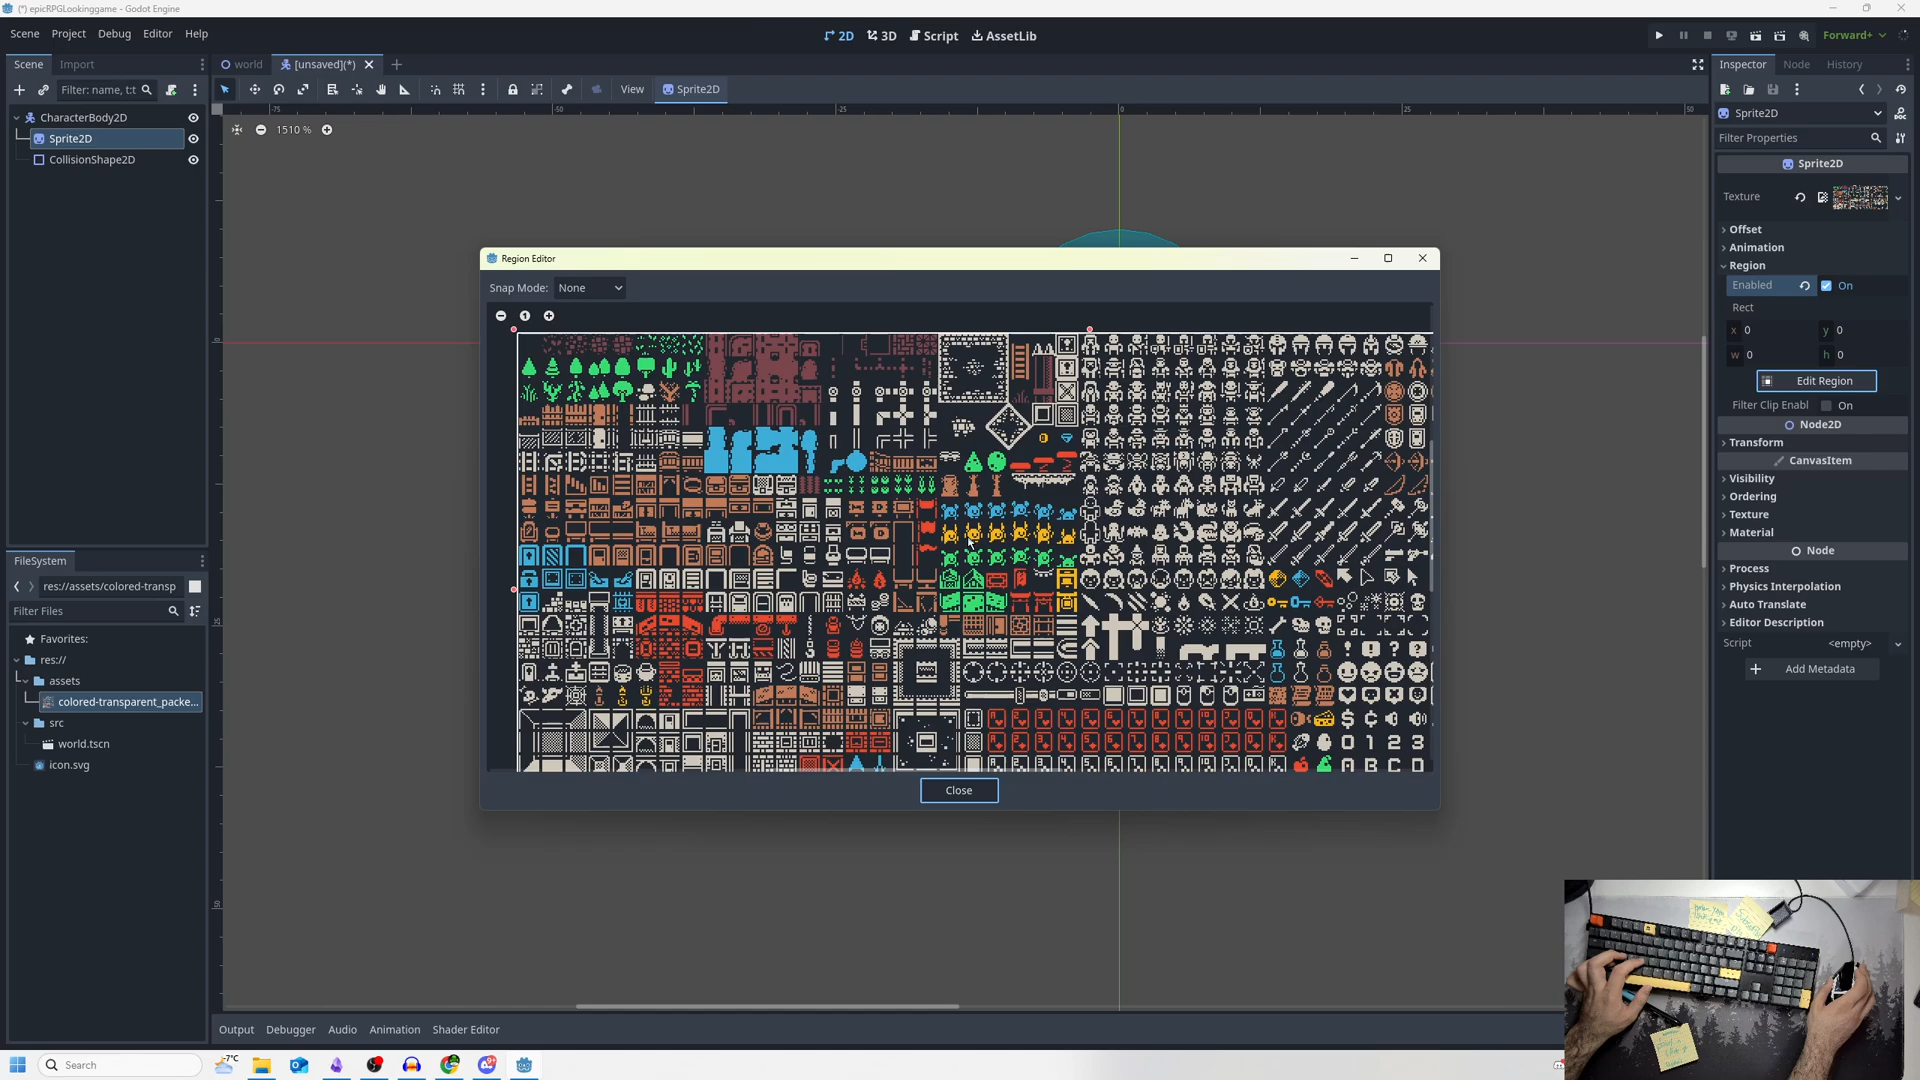 (*) epicRPGLookinggame - Godot Engine
Scene Project Debug Editor Help
2D 3D Script AssetLib
Forward+
Scene Import
world [unsaved](*)
Inspector Node History
Filter: name, t:t
View Sprite2D
Sprite2D
CharacterBody2D
Sprite2D
CollisionShape2D
1510 %
Filter Properties
Sprite2D
Texture
Offset
Animation
Region
Enabled On
Rect
x 0 y 0
w 0 h 0
Edit Region
Filter Clip Enabl On
Node2D
Transform
CanvasItem
Visibility
Ordering
Texture
Material
Node
Process
Physics Interpolation
Auto Translate
Editor Description
Script <empty>
Add Metadata
Region Editor
Snap Mode: None
Close
FileSystem
res://assets/colored-transp
Filter Files
Favorites:
res://
assets
colored-transparent_packe...
src
world.tscn
icon.svg
Output Debugger Audio Animation Shader Editor
Search
-7°C